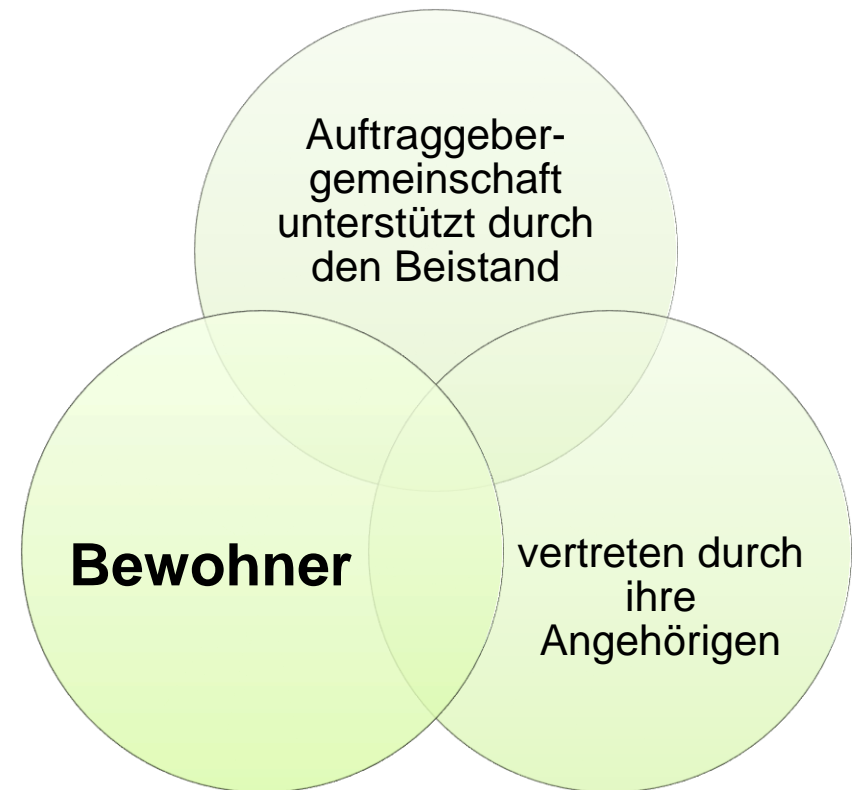 Auftraggeber-
gemeinschaft
unterstützt durch
den Beistand
Bewohner
vertreten durch
ihre
Angehörigen